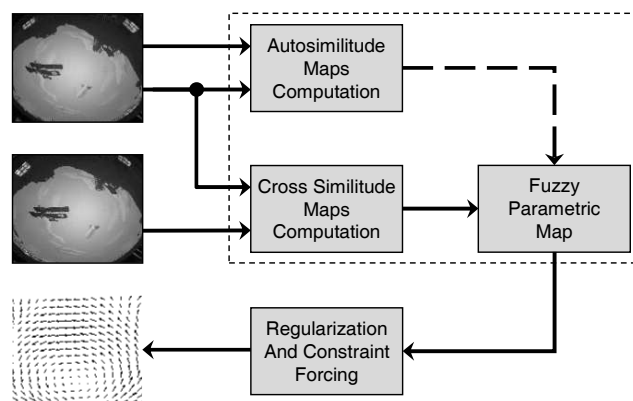 Autosimilitude
Maps
Computation
Cross Similitude
Maps
Computation
Fuzzy
Parametric
Map
Regularization
And Constraint
Forcing